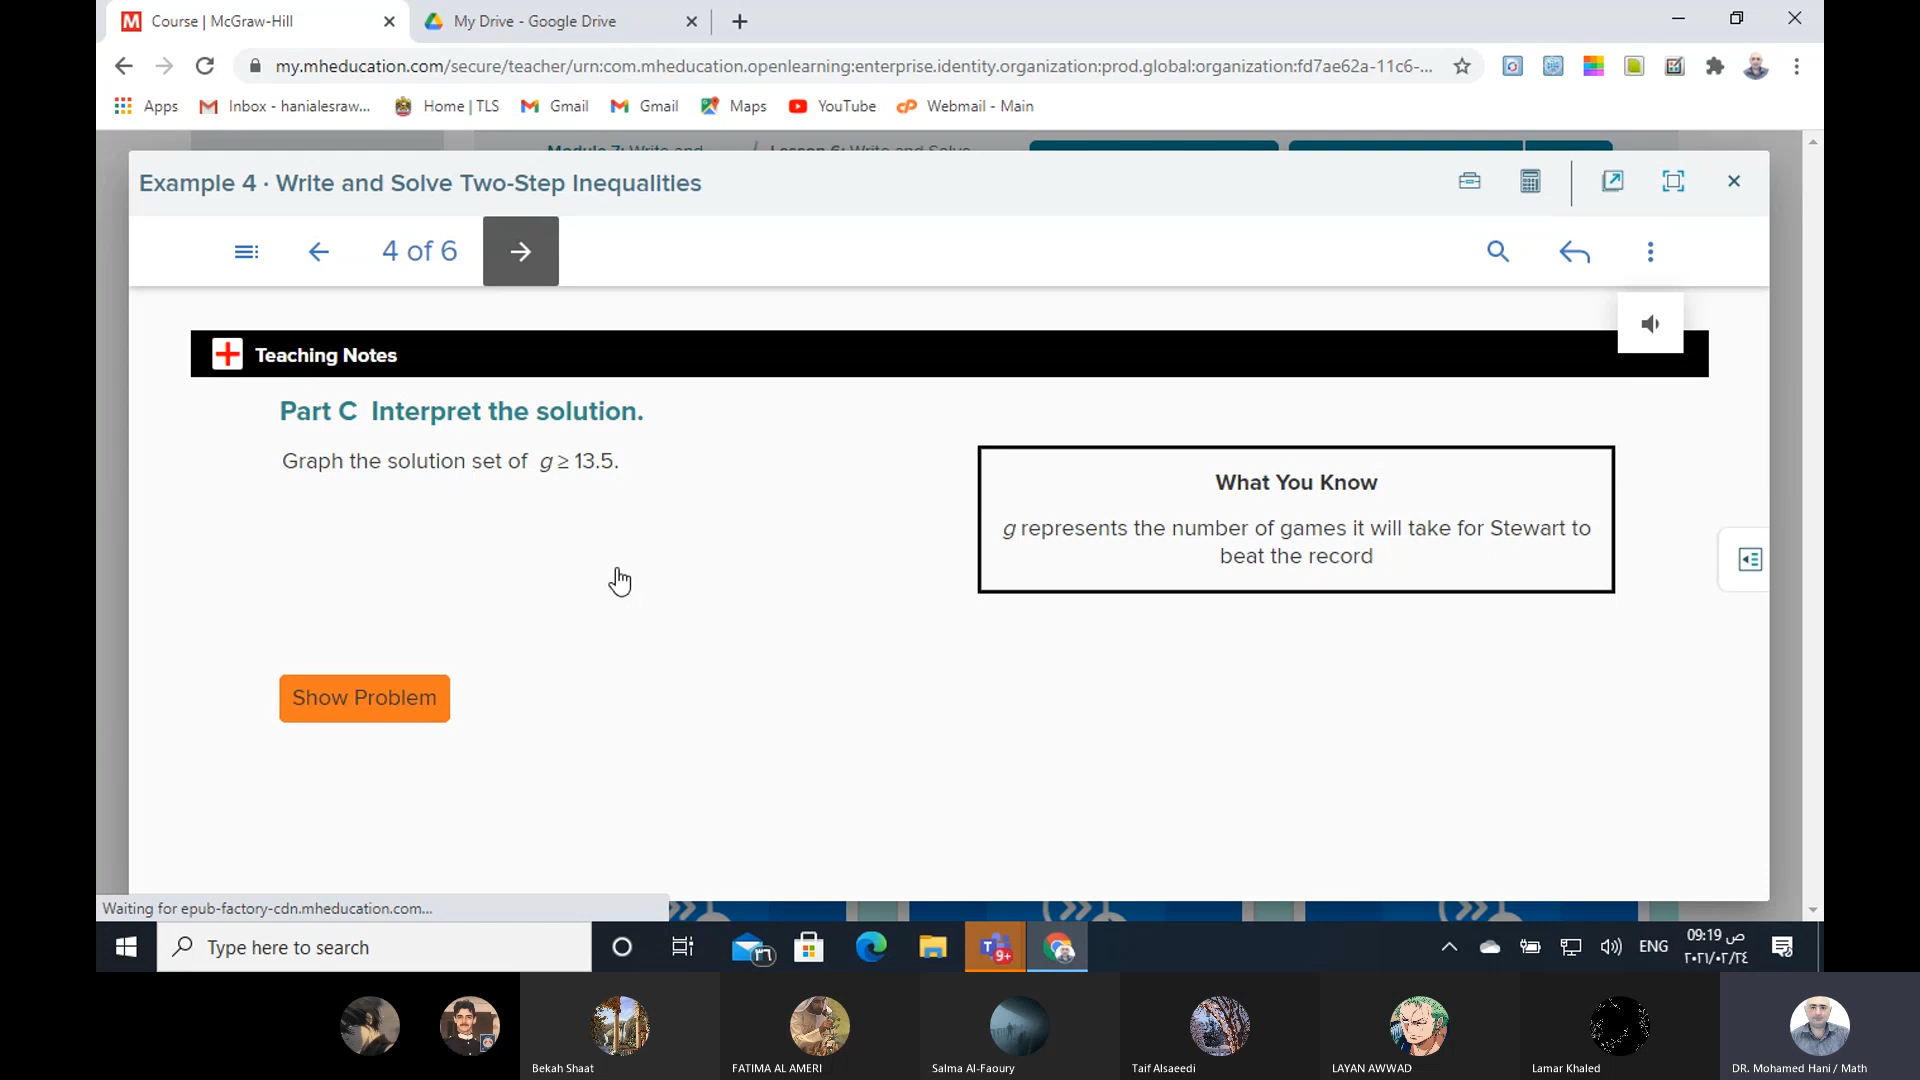 Course | McGraw-Hill
My Drive - Google Drive
my.mheducation.com/secure/teacher/urn:com.mheducation.openlearning:enterprise.identity.organization:prod.global:organization:fd7ae62a-11c6-...
Apps
Inbox - hanialesraw...
Home | TLS
Gmail
Gmail
Maps
YouTube
Webmail - Main
Example 4 · Write and Solve Two-Step Inequalities
4 of 6
Teaching Notes
Part C Interpret the solution.
Graph the solution set of g ≥ 13.5.
What You Know
g represents the number of games it will take for Stewart to
beat the record
Show Problem
Waiting for epub-factory-cdn.mheducation.com...
Type here to search
9+
ENG
09:19 ص
٢٠٢١/٠٢/٢٤
Bekah Shaat
FATIMA AL AMERI
Salma Al-Faoury
Taif Alsaeedi
LAYAN AWWAD
Lamar Khaled
DR. Mohamed Hani / Math